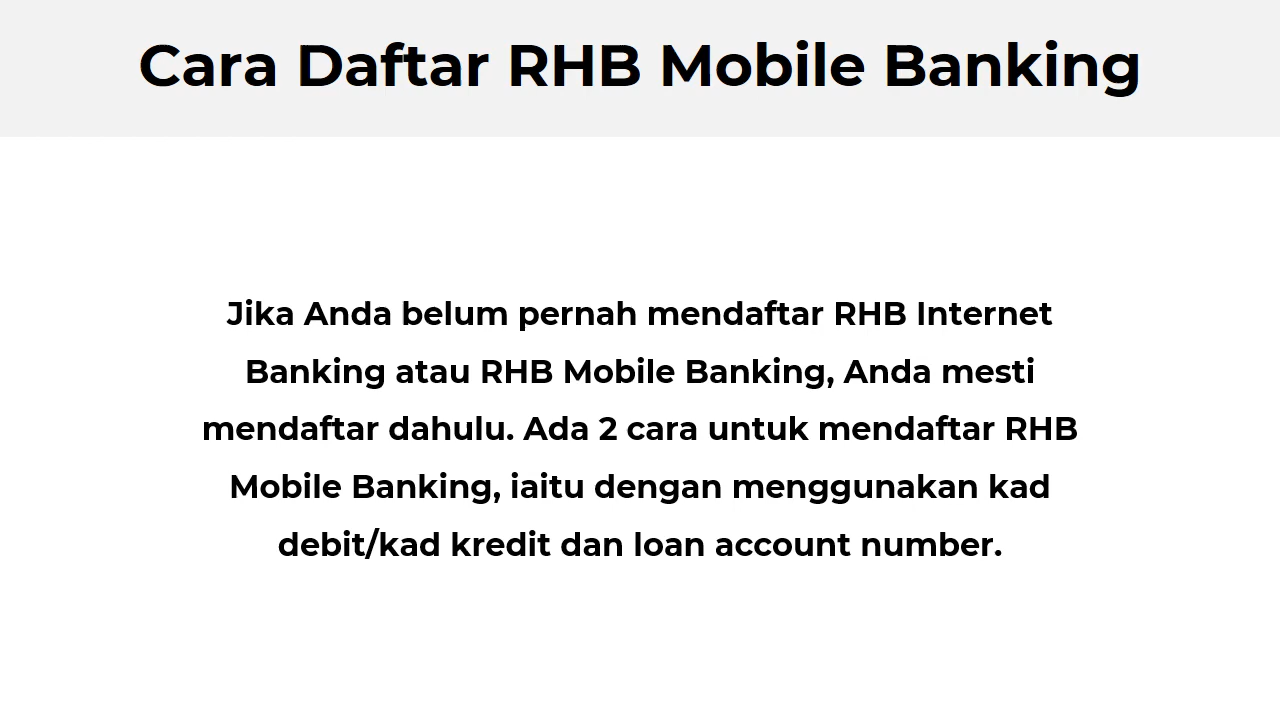 Cara Daftar RHB Mobile Banking
Jika Anda belum pernah mendaftar RHB Internet
Banking atau RHB Mobile Banking, Anda mesti
mendaftar dahulu. Ada 2 cara untuk mendaftar RHB
Mobile Banking, iaitu dengan menggunakan kad
debit/kad kredit dan loan account number.